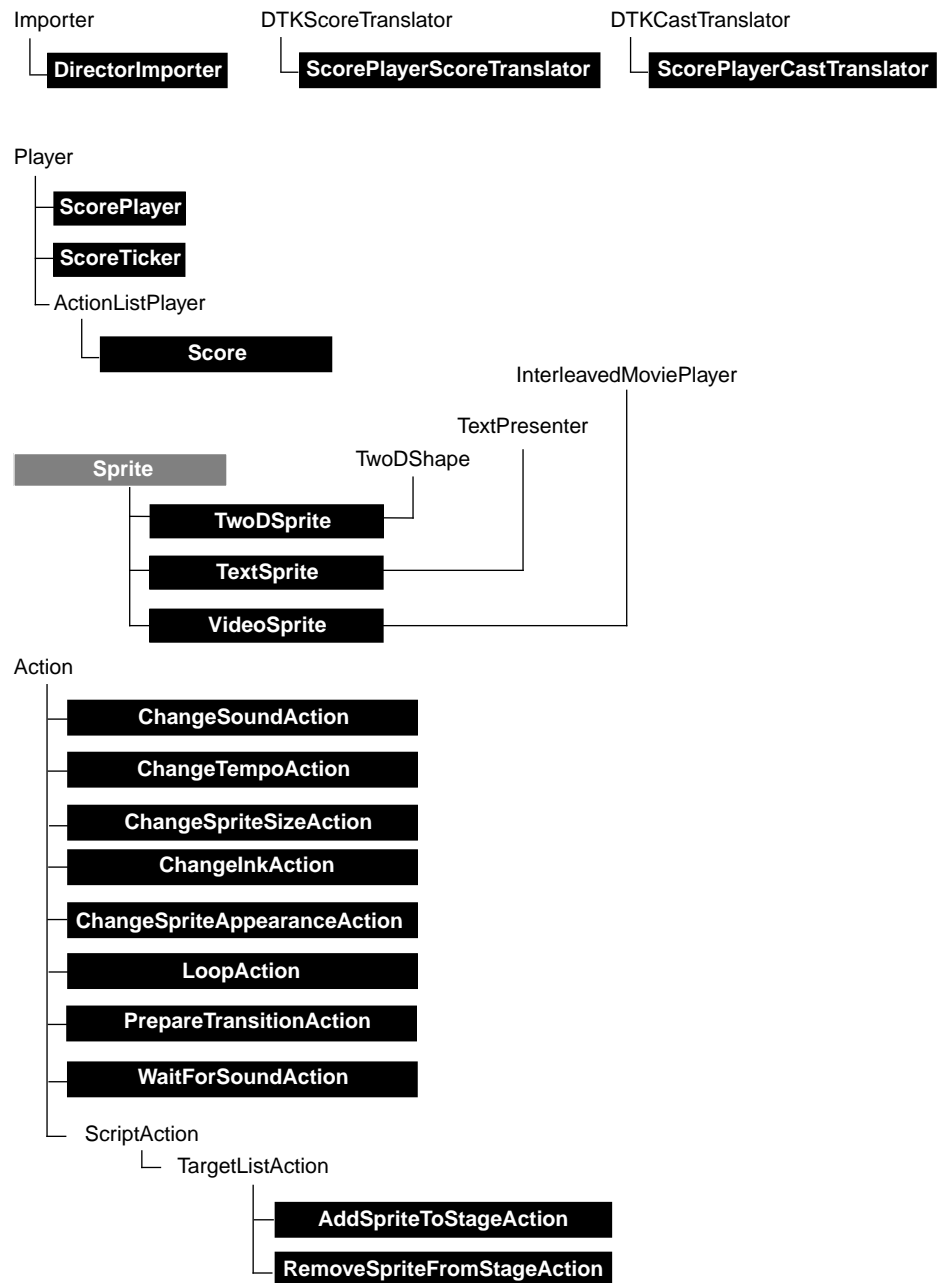 Importer
DTKScoreTranslator
DTKCastTranslator
DirectorImporter
ScorePlayerScoreTranslator
ScorePlayerCastTranslator
Player
ScorePlayer
ScoreTicker
ActionListPlayer
Score
InterleavedMoviePlayer
TextPresenter
TwoDShape
Sprite
TwoDSprite
TextSprite
VideoSprite
Action
ChangeSoundAction
ChangeTempoAction
ChangeSpriteSizeAction
ChangeInkAction
ChangeSpriteAppearanceAction
LoopAction
PrepareTransitionAction
WaitForSoundAction
ScriptAction
TargetListAction
AddSpriteToStageAction
RemoveSpriteFromStageAction